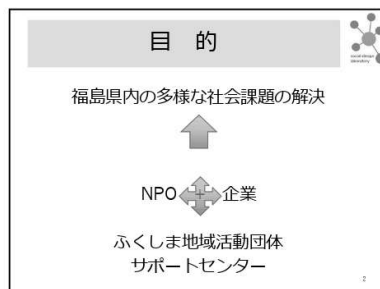 目 的
福島県内の多様な社会課題の解決
NPO + 企業
ふくしま地域活動団体
サポートセンター
2